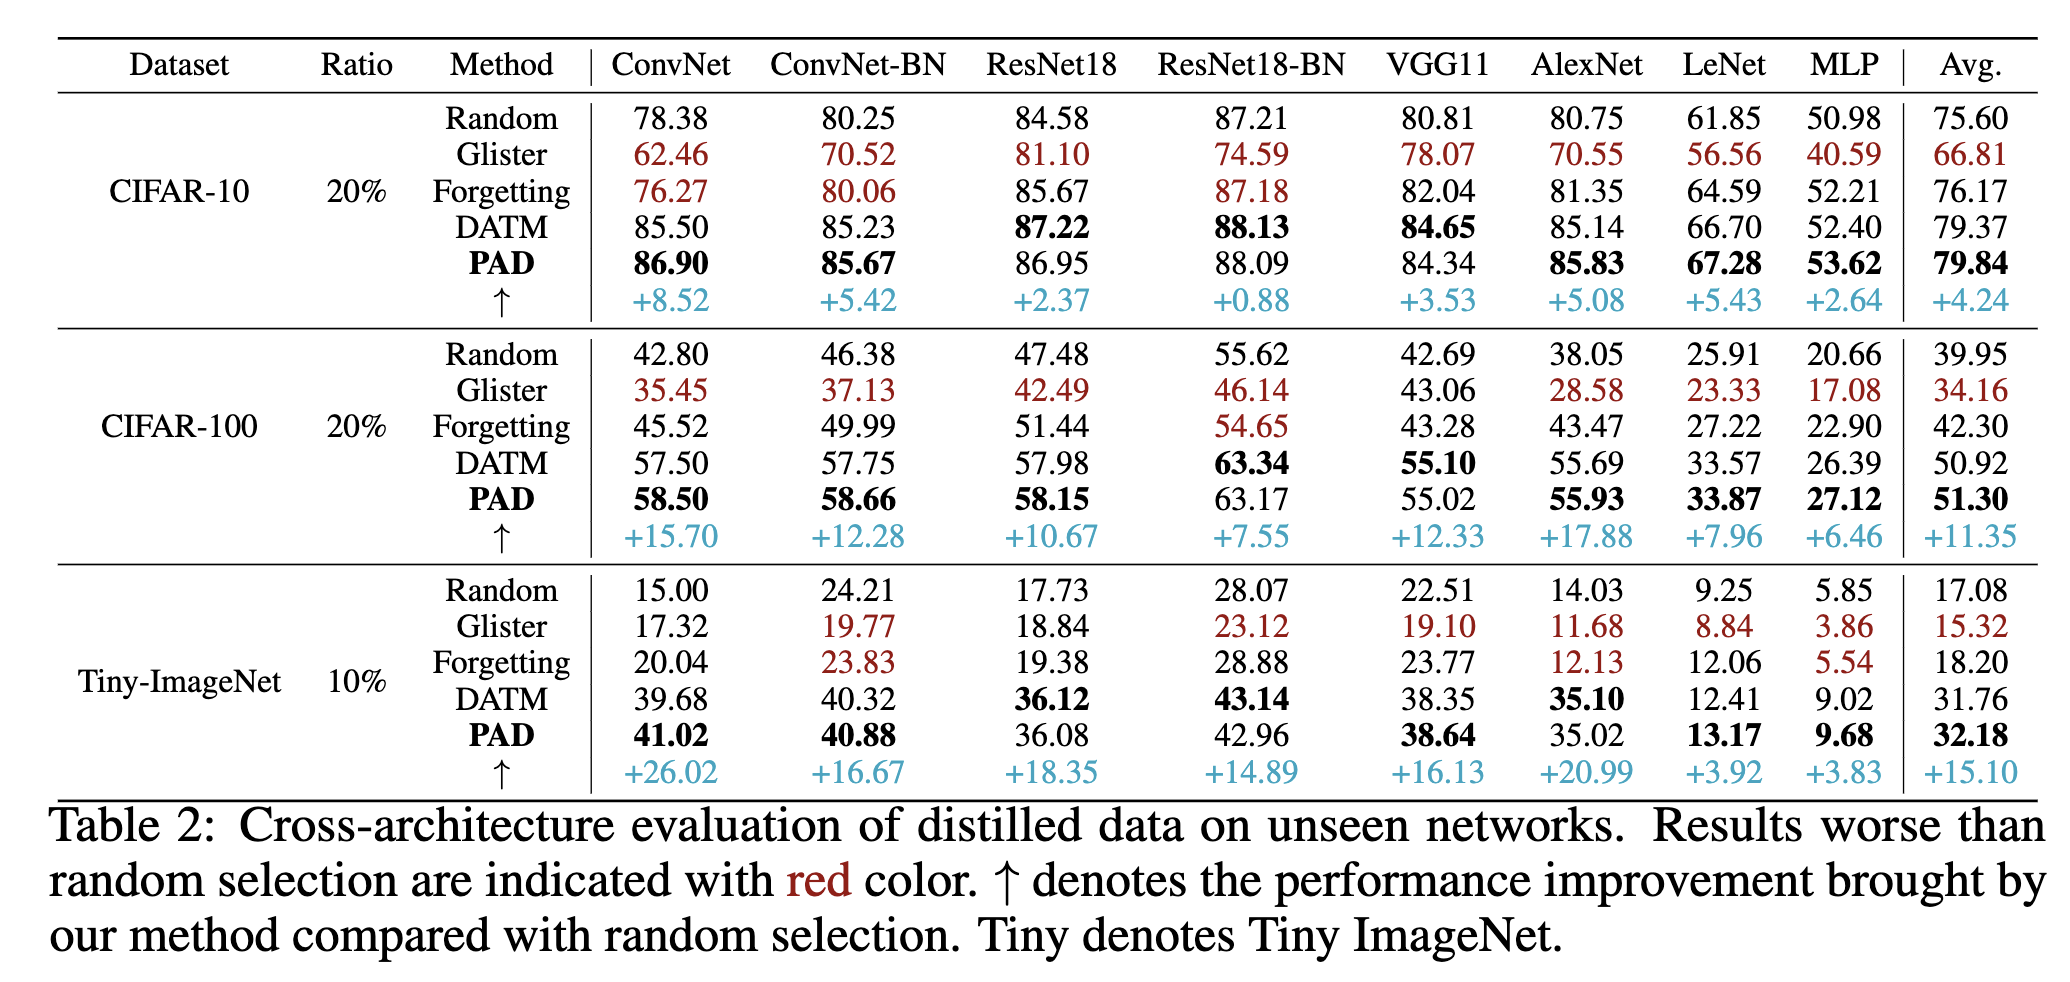 Dataset Ratio Method ConvNet ConvNet-BN ResNet18 ResNet18-BN VGG11 AlexNet LeNet MLP Avg.
Random 78.38 80.25 84.58 87.21 80.81 80.75 61.85 50.98 75.60
Glister 62.46 70.52 81.10 74.59 78.07 70.55 56.56 40.59 66.81
CIFAR-10 20% Forgetting 76.27 80.06 85.67 87.18 82.04 81.35 64.59 52.21 76.17
DATM 85.50 85.23 87.22 88.13 84.65 85.14 66.70 52.40 79.37
PAD 86.90 85.67 86.95 88.09 84.34 85.83 67.28 53.62 79.84
↑ +8.52 +5.42 +2.37 +0.88 +3.53 +5.08 +5.43 +2.64 +4.24
Random 42.80 46.38 47.48 55.62 42.69 38.05 25.91 20.66 39.95
Glister 35.45 37.13 42.49 46.14 43.06 28.58 23.33 17.08 34.16
CIFAR-100 20% Forgetting 45.52 49.99 51.44 54.65 43.28 43.47 27.22 22.90 42.30
DATM 57.50 57.75 57.98 63.34 55.10 55.69 33.57 26.39 50.92
PAD 58.50 58.66 58.15 63.17 55.02 55.93 33.87 27.12 51.30
↑ +15.70 +12.28 +10.67 +7.55 +12.33 +17.88 +7.96 +6.46 +11.35
Random 15.00 24.21 17.73 28.07 22.51 14.03 9.25 5.85 17.08
Glister 17.32 19.77 18.84 23.12 19.10 11.68 8.84 3.86 15.32
Forgetting 20.04 23.83 19.38 28.88 23.77 12.13 12.06 5.54 18.20
Tiny-ImageNet 10%
DATM 39.68 40.32 36.12 43.14 38.35 35.10 12.41 9.02 31.76
PAD 41.02 40.88 36.08 42.96 38.64 35.02 13.17 9.68 32.18
↑ +26.02 +16.67 +18.35 +14.89 +16.13 +20.99 +3.92 +3.83 +15.10
Table 2: Cross-architecture evaluation of distilled data on unseen networks. Results worse than
random selection are indicated with red color. ↑ denotes the performance improvement brought by
our method compared with random selection. Tiny denotes Tiny ImageNet.